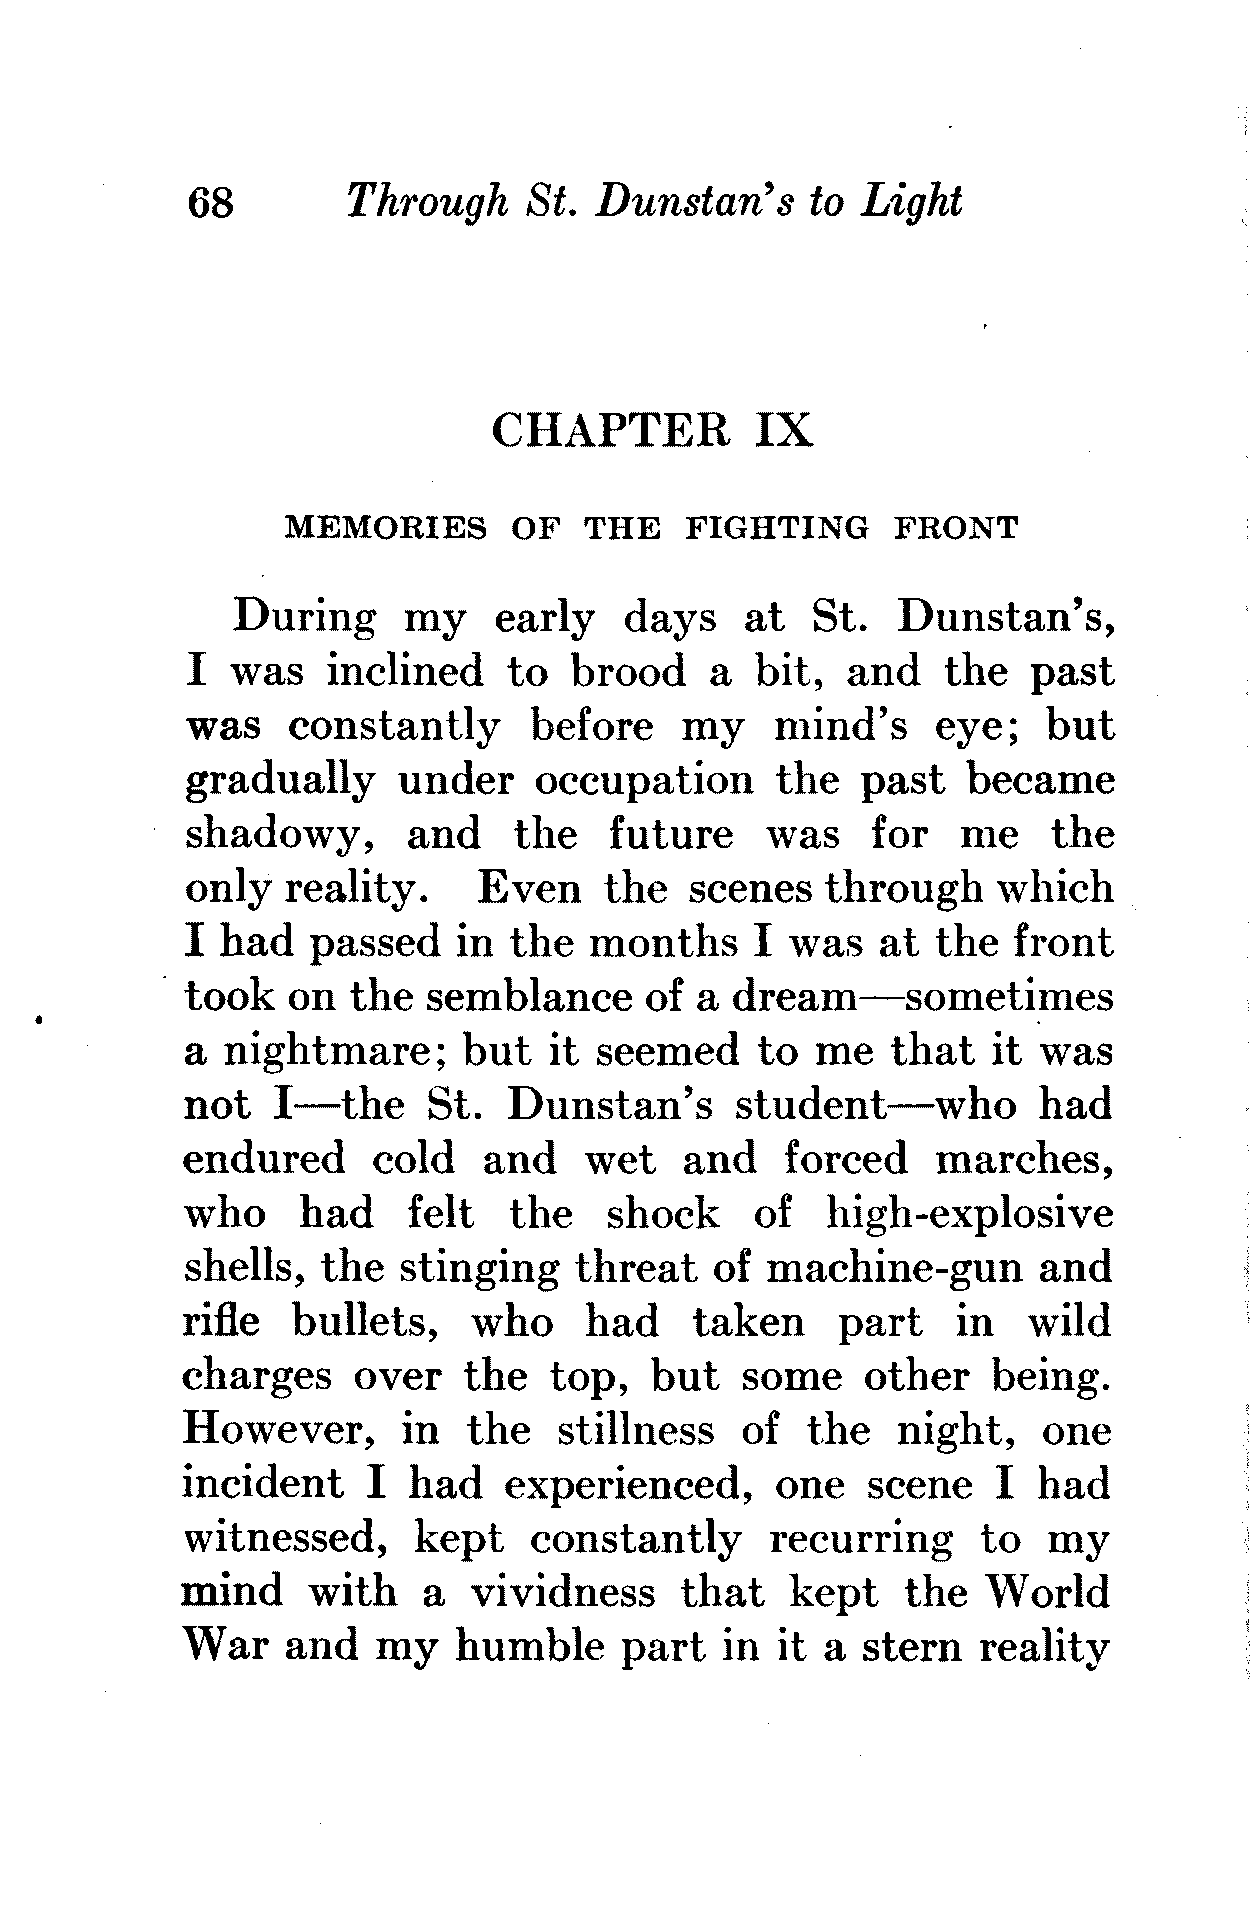 68 Through St. Dunstan's to Light
CHAPTER IX
MEMORIES OF THE FIGHTING FRONT
During my early days at St. Dunstan's,
I was inclined to brood a bit, and the past
was constantly before my mind's eye; but
gradually under occupation the past became
shadowy, and the future was for me the
only reality. Even the scenes through which
I had passed in the months I was at the front
took on the semblance of a dream—sometimes
a nightmare; but it seemed to me that it was
not I—the St. Dunstan's student—who had
endured cold and wet and forced marches,
who had felt the shock of high-explosive
shells, the stinging threat of machine-gun and
rifle bullets, who had taken part in wild
charges over the top, but some other being.
However, in the stillness of the night, one
incident I had experienced, one scene I had
witnessed, kept constantly recurring to my
mind with a vividness that kept the World
War and my humble part in it a stern reality